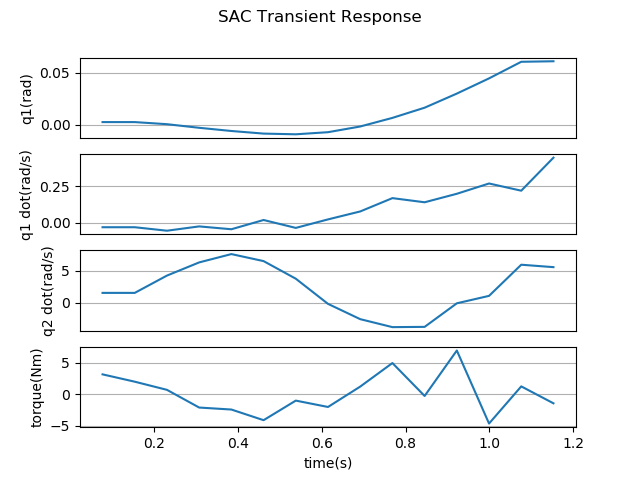 SAC Transient Response
q1(rad)
0.05
0.00
q1 dot(rad/s)
0.25
0.00
q2 dot(rad/s)
5
0
torque(Nm)
5
0
−5
0.2 0.4 0.6 0.8 1.0 1.2
time(s)